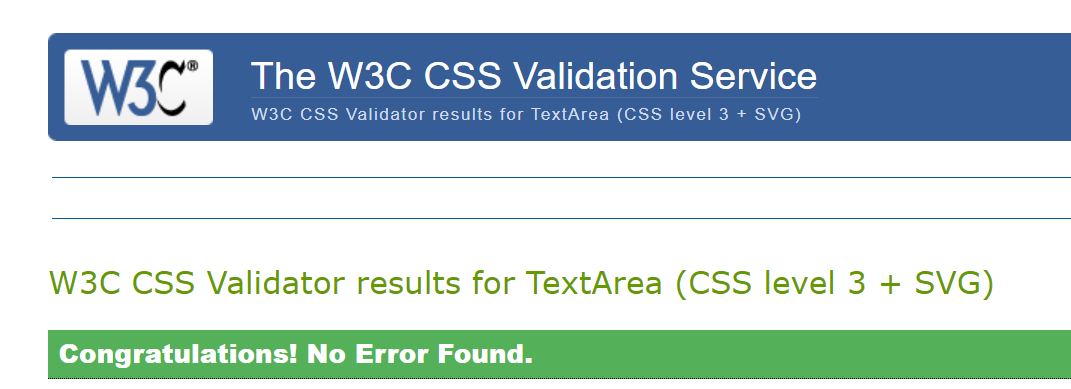 W3C®
The W3C CSS Validation Service
W3C CSS Validator results for TextArea (CSS level 3 + SVG)
W3C CSS Validator results for TextArea (CSS level 3 + SVG)
Congratulations! No Error Found.